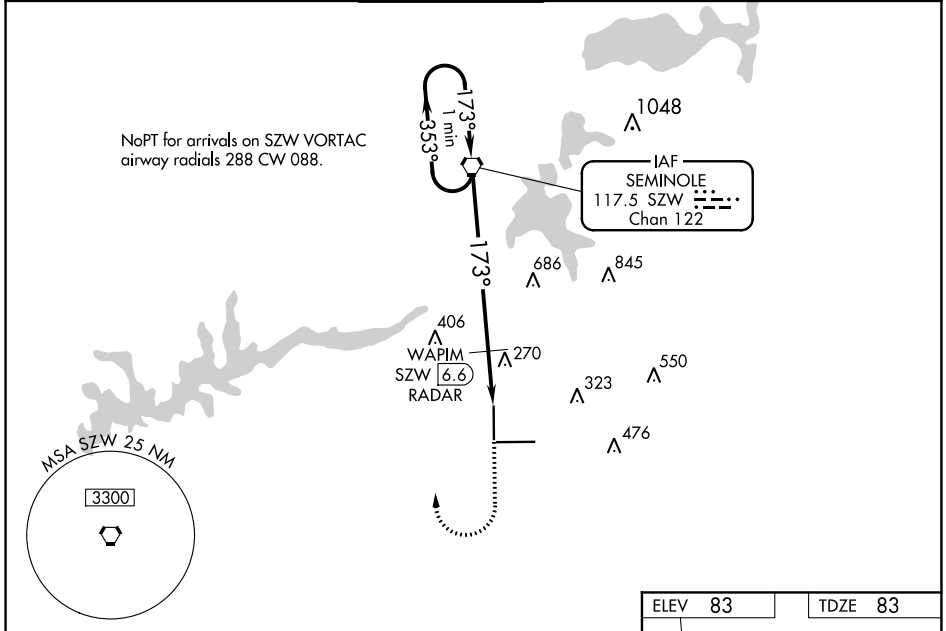 NoPT for arrivals on SZW VORTAC
airway radials 288 CW 088.
173°
1 min
353°
1048
IAF
SEMINOLE
117.5 SZW
Chan 122
173°
686
845
406
WAPIM
SZW 6.6
RADAR
270
323
550
476
MSA SZW 25 NM
3300
ELEV 83
TDZE 83